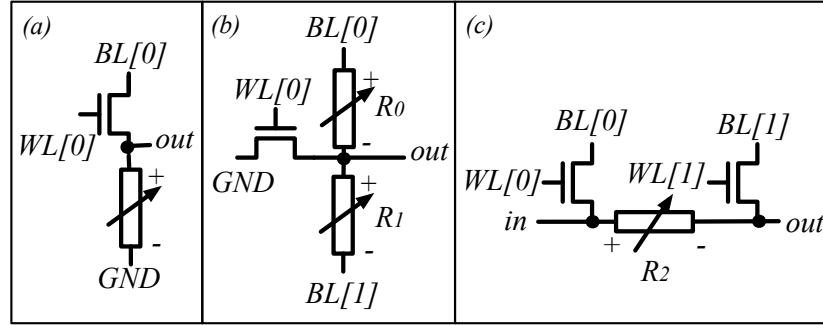 (a)
BL[0]
WL[0]
out
+
-
GND
(b)
BL[0]
WL[0]
+
R0
-
GND
out
+
R1
-
BL[1]
(c)
BL[0]
BL[1]
WL[0]
WL[1]
in
+
-
out
R2